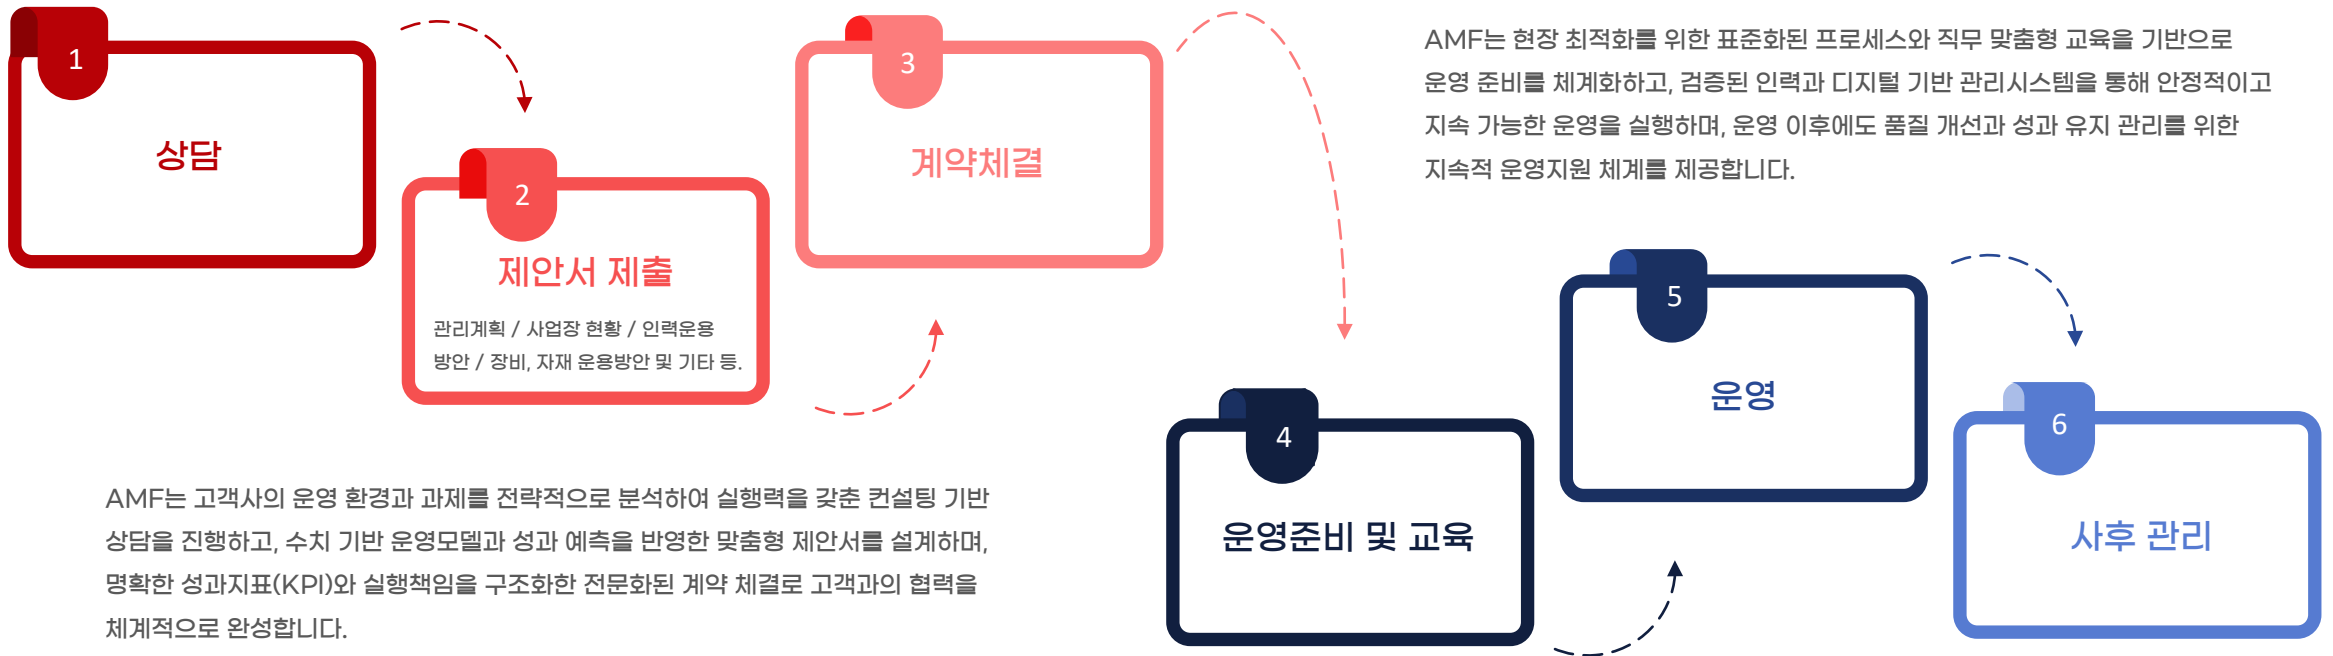 1
상담
2
제안서 제출
관리계획 / 사업장 현황 / 인력운용
방안 / 장비, 자재 운용방안 및 기타 등.
3
계약체결
AMF는 고객사의 운영 환경과 과제를 전략적으로 분석하여 실행력을 갖춘 컨설팅 기반
상담을 진행하고, 수치 기반 운영모델과 성과 예측을 반영한 맞춤형 제안서를 설계하며,
명확한 성과지표(KPI)와 실행책임을 구조화한 전문화된 계약 체결로 고객과의 협력을
체계적으로 완성합니다.
AMF는 현장 최적화를 위한 표준화된 프로세스와 직무 맞춤형 교육을 기반으로
운영 준비를 체계화하고, 검증된 인력과 디지털 기반 관리시스템을 통해 안정적이고
지속 가능한 운영을 실행하며, 운영 이후에도 품질 개선과 성과 유지 관리를 위한
지속적 운영지원 체계를 제공합니다.
4
운영준비 및 교육
5
운영
6
사후 관리